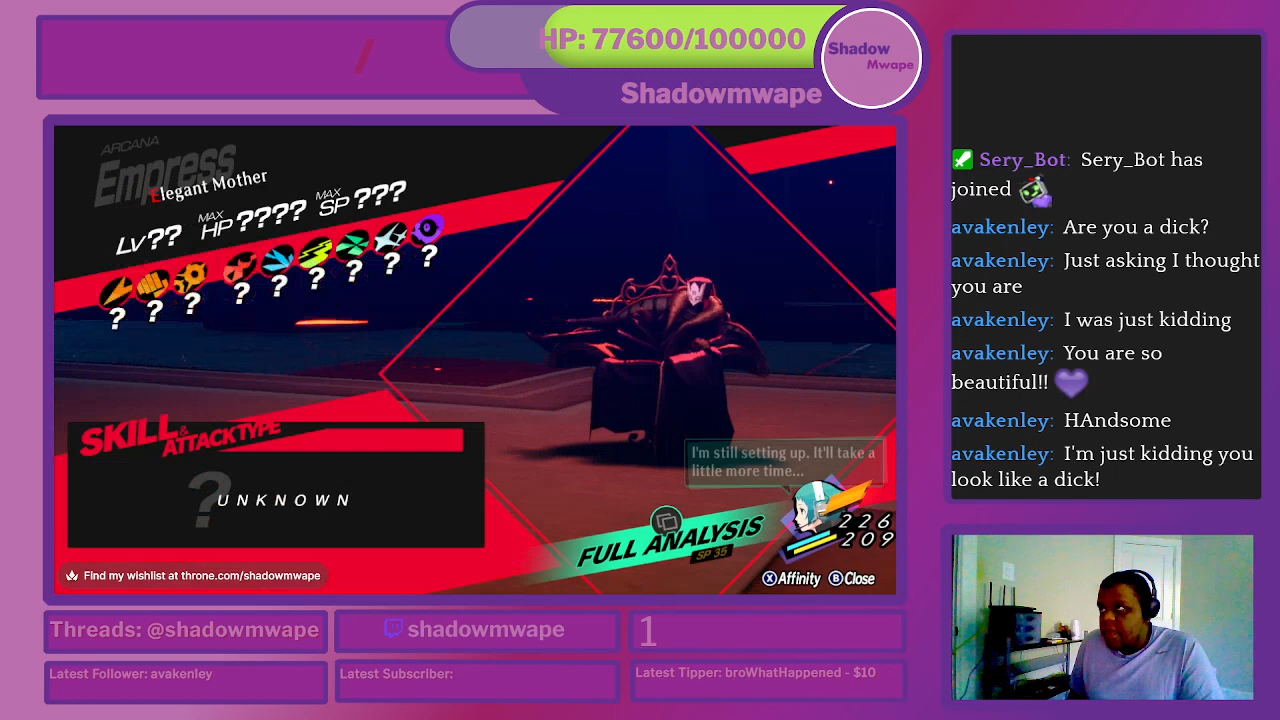 /
HP: 77600/100000
Shadow
Mwape
Shadowmwape
ARCANA
Empress
Elegant Mother
Lv ??
MAX HP ????
MAX SP ???
? ? ? ? ? ? ? ? ?
SKILL & ATTACK TYPE
? UNKNOWN
I'm still setting up. It'll take a
little more time...
FULL ANALYSIS
SP 35
226
209
X Affinity B Close
Find my wishlist at throne.com/shadowmwape
Threads: @shadowmwape
shadowmwape
1
Latest Follower: avakenley
Latest Subscriber:
Latest Tipper: broWhatHappened - $10
Sery_Bot: Sery_Bot has
joined
avakenley: Are you a dick?
avakenley: Just asking I thought
you are
avakenley: I was just kidding
avakenley: You are so
beautiful!!
avakenley: HAndsome
avakenley: I'm just kidding you
look like a dick!